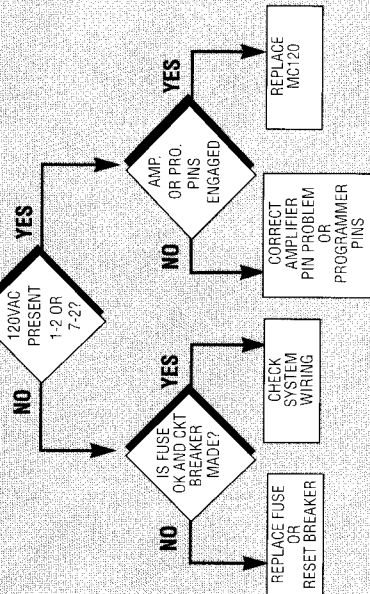 120VAC
PRESENT
1-2 OR
7-2?
NO
YES
IS FUSE
OK AND CKT
BREAKER
MADE?
AMP.
OR PRO.
PINS
ENGAGED
NO
YES
NO
YES
REPLACE FUSE
OR
RESET BREAKER
CHECK
SYSTEM
WIRING
CORRECT
AMPLIFIER
PIN PROBLEM
OR
PROGRAMMER
PINS
REPLACE
MC120